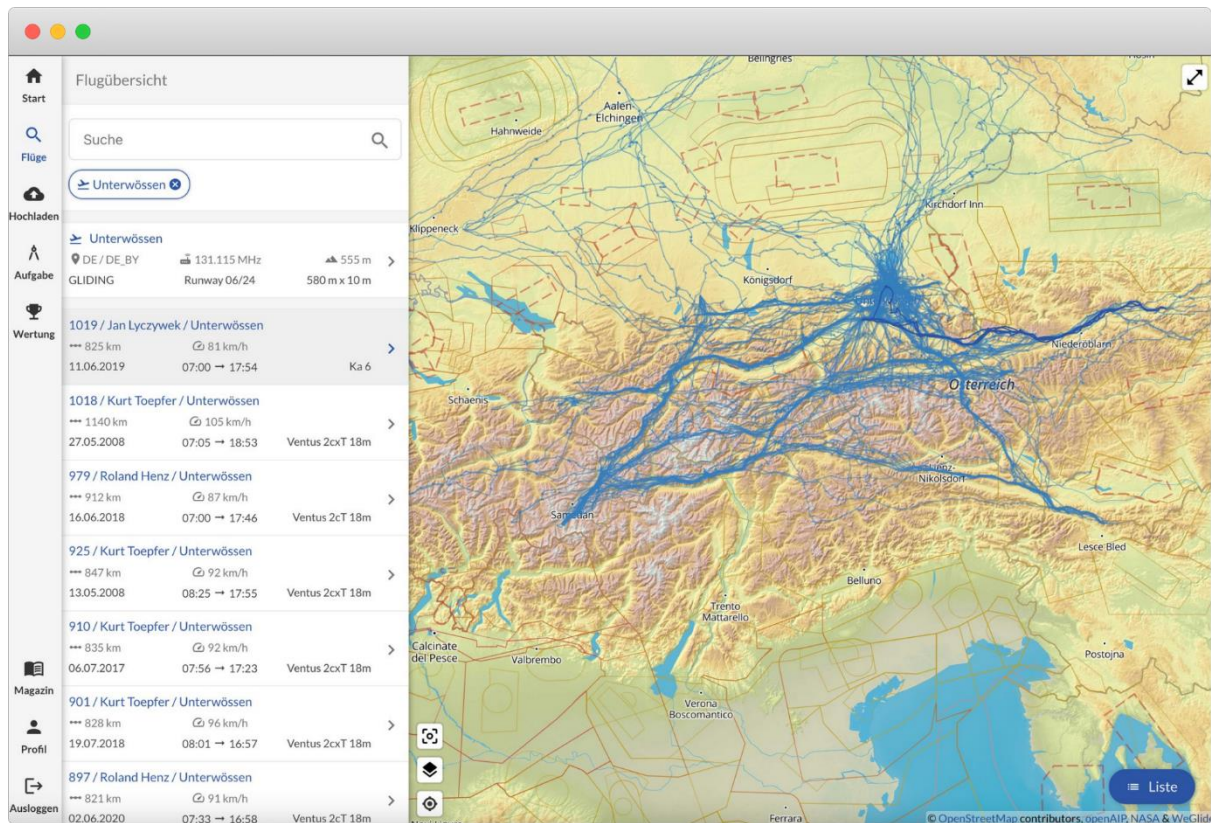 Start
Flüge
Hochladen
Aufgabe
Wertung
Magazin
Profil
Ausloggen
Flugübersicht
Suche
Unterwössen
Unterwössen
DE / DE_BY 131.115 MHz 555 m
GLIDING Runway 06/24 580 m x 10 m
1019 / Jan Lyczywek / Unterwössen
825 km 81 km/h
11.06.2019 07:00 → 17:54 Ka 6
1018 / Kurt Toepfer / Unterwössen
1140 km 105 km/h
27.05.2008 07:05 → 18:53 Ventus 2cxT 18m
979 / Roland Henz / Unterwössen
912 km 87 km/h
16.06.2018 07:00 → 17:46 Ventus 2cT 18m
925 / Kurt Toepfer / Unterwössen
847 km 92 km/h
13.05.2008 08:25 → 17:55 Ventus 2cxT 18m
910 / Kurt Toepfer / Unterwössen
835 km 92 km/h
06.07.2017 07:56 → 17:23 Ventus 2cxT 18m
901 / Kurt Toepfer / Unterwössen
828 km 96 km/h
19.07.2018 08:01 → 16:57 Ventus 2cxT 18m
897 / Roland Henz / Unterwössen
821 km 91 km/h
02.06.2020 07:33 → 16:58 Ventus 2cT 18m
Beilngries
Aalen-
Elchingen
Hahnweide
Kirchdorf Inn
Klippeneck
Königsdorf
Niederöblarn
Schaenis
Österreich
Lienz-
Nikolsdorf
Samedan
Lesce Bled
Belluno
Trento
Mattarello
Calcinate
del Pesce
Valbrembo
Postojna
Verona
Boscomantico
Ferrara
Liste
© OpenStreetMap contributors, openAIP, NASA & WeGlide